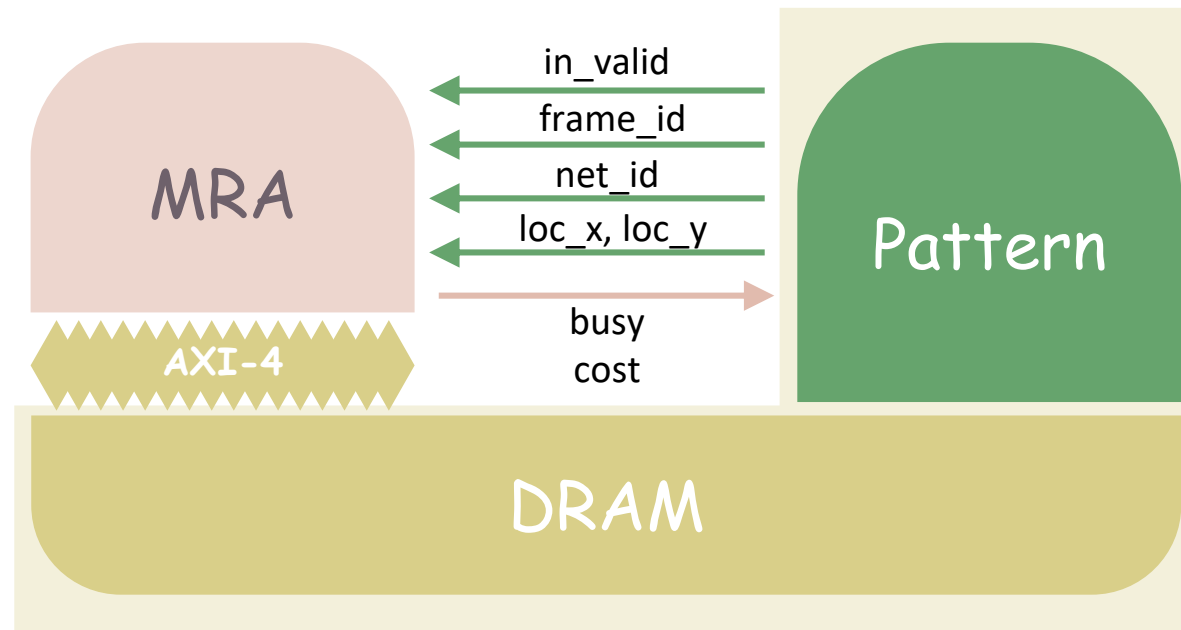 MRA
in_valid
frame_id
net_id
loc_x, loc_y
busy
cost
Pattern
AXI-4
DRAM